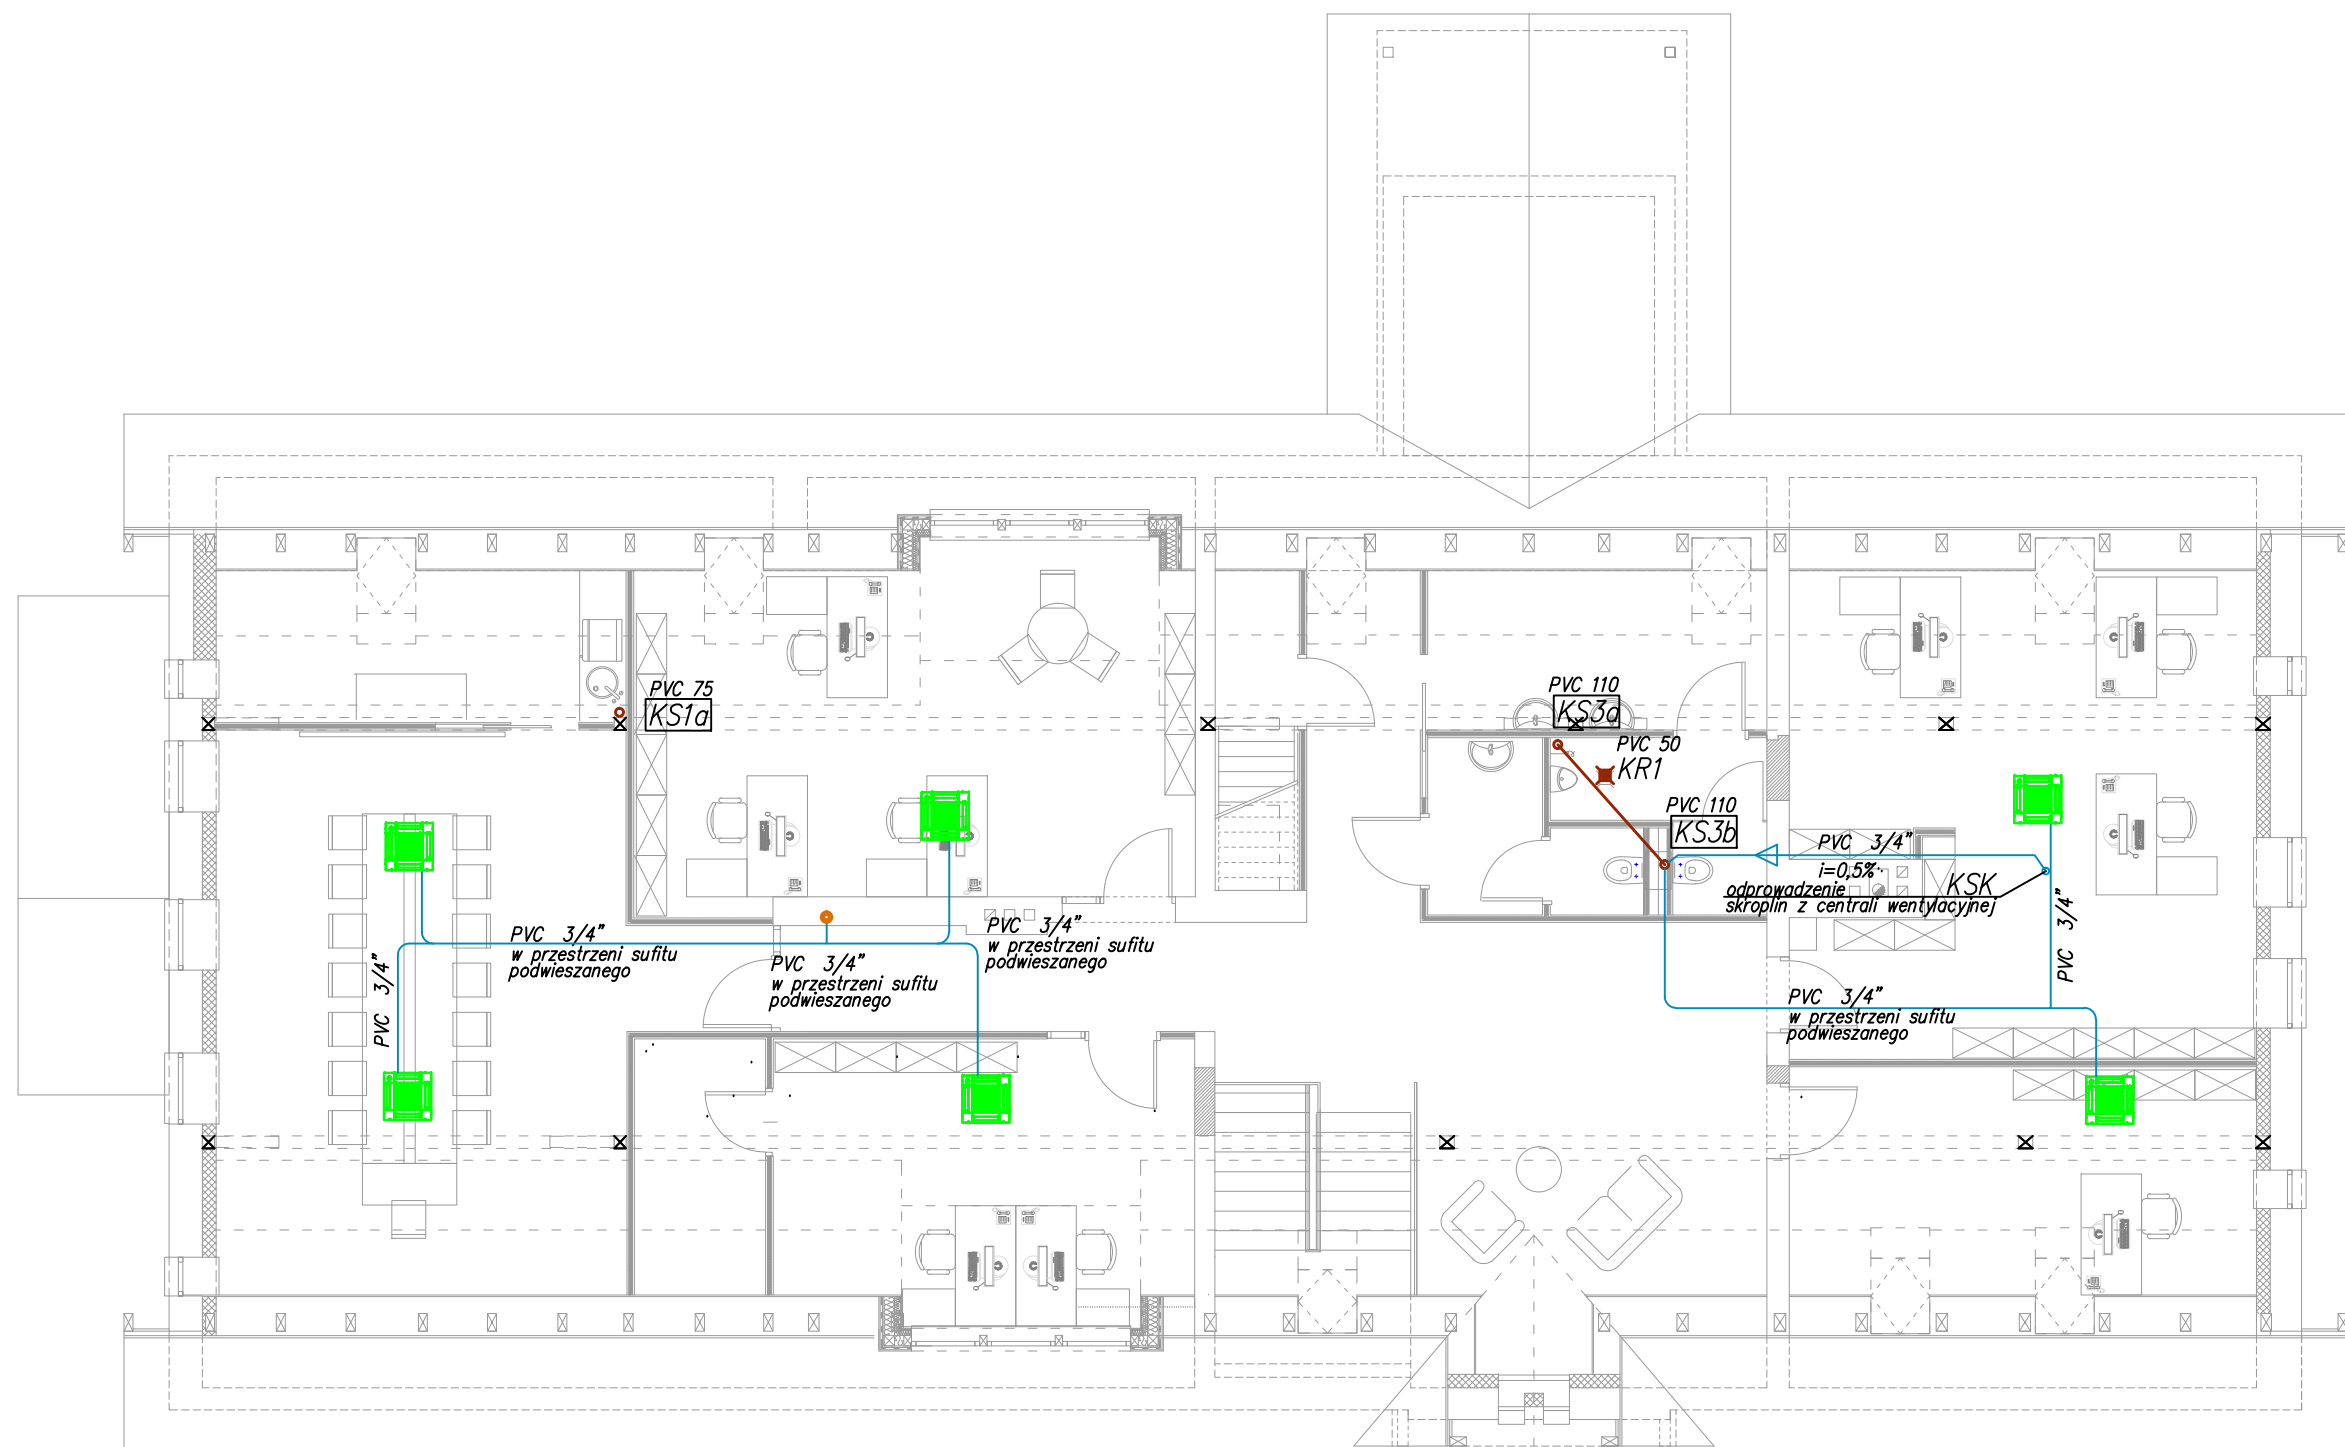 PVC 75
KS1a
PVC 110
KS3a
PVC 50
KR1
PVC 110
KS3b
PVC 3/4"
i=0,5%
odprowadzenie
skroplin z centrali wentylacyjnej
KSK
PVC 3/4"
PVC 3/4"
w przestrzeni sufitu
podwieszanego
PVC 3/4"
w przestrzeni sufitu
podwieszanego
PVC 3/4"
w przestrzeni sufitu
podwieszanego
PVC 3/4"
PVC 3/4"
w przestrzeni sufitu
podwieszanego